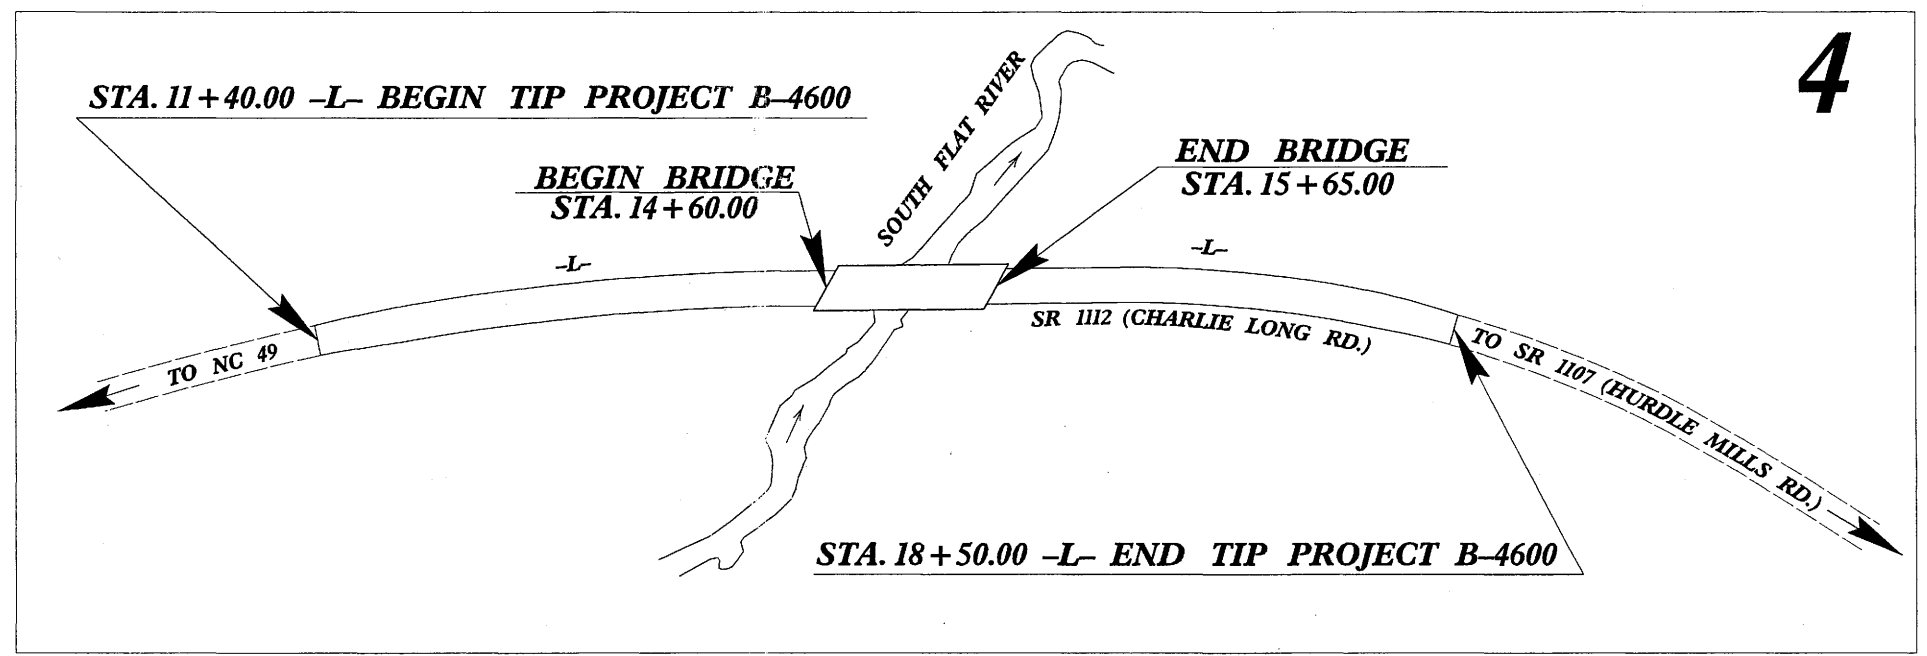 4
STA. 11+40.00 -L- BEGIN TIP PROJECT B-4600
BEGIN BRIDGE
STA. 14+60.00
SOUTH FLAT RIVER
END BRIDGE
STA. 15+65.00
-L-
-L-
SR 1112 (CHARLIE LONG RD.)
TO NC 49
TO SR 1107 (HURDLE MILLS RD.)
STA. 18+50.00 -L- END TIP PROJECT B-4600